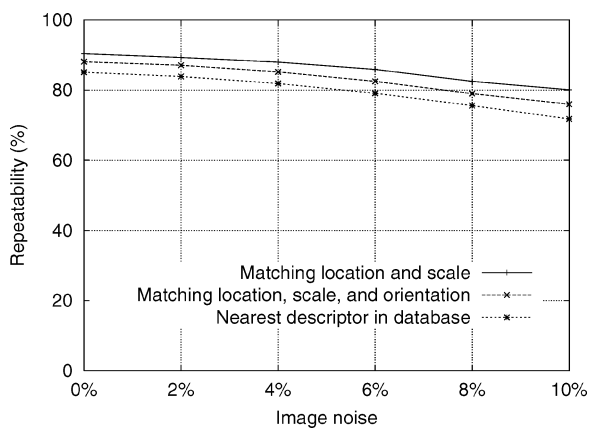 100
80
60
40
20
0
Repeatability (%)
Matching location and scale
Matching location, scale, and orientation
Nearest descriptor in database
0% 2% 4% 6% 8% 10%
Image noise